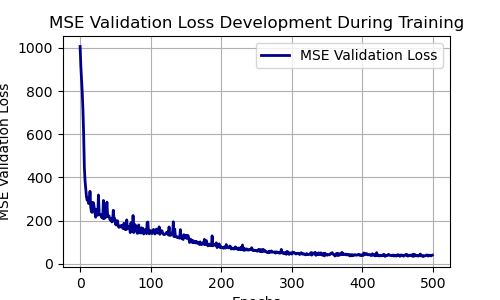 MSE Validation Loss Development During Training
MSE Validation Loss
1000
800
600
400
200
0
0 100 200 300 400 500
MSE Validation Loss
Epochs